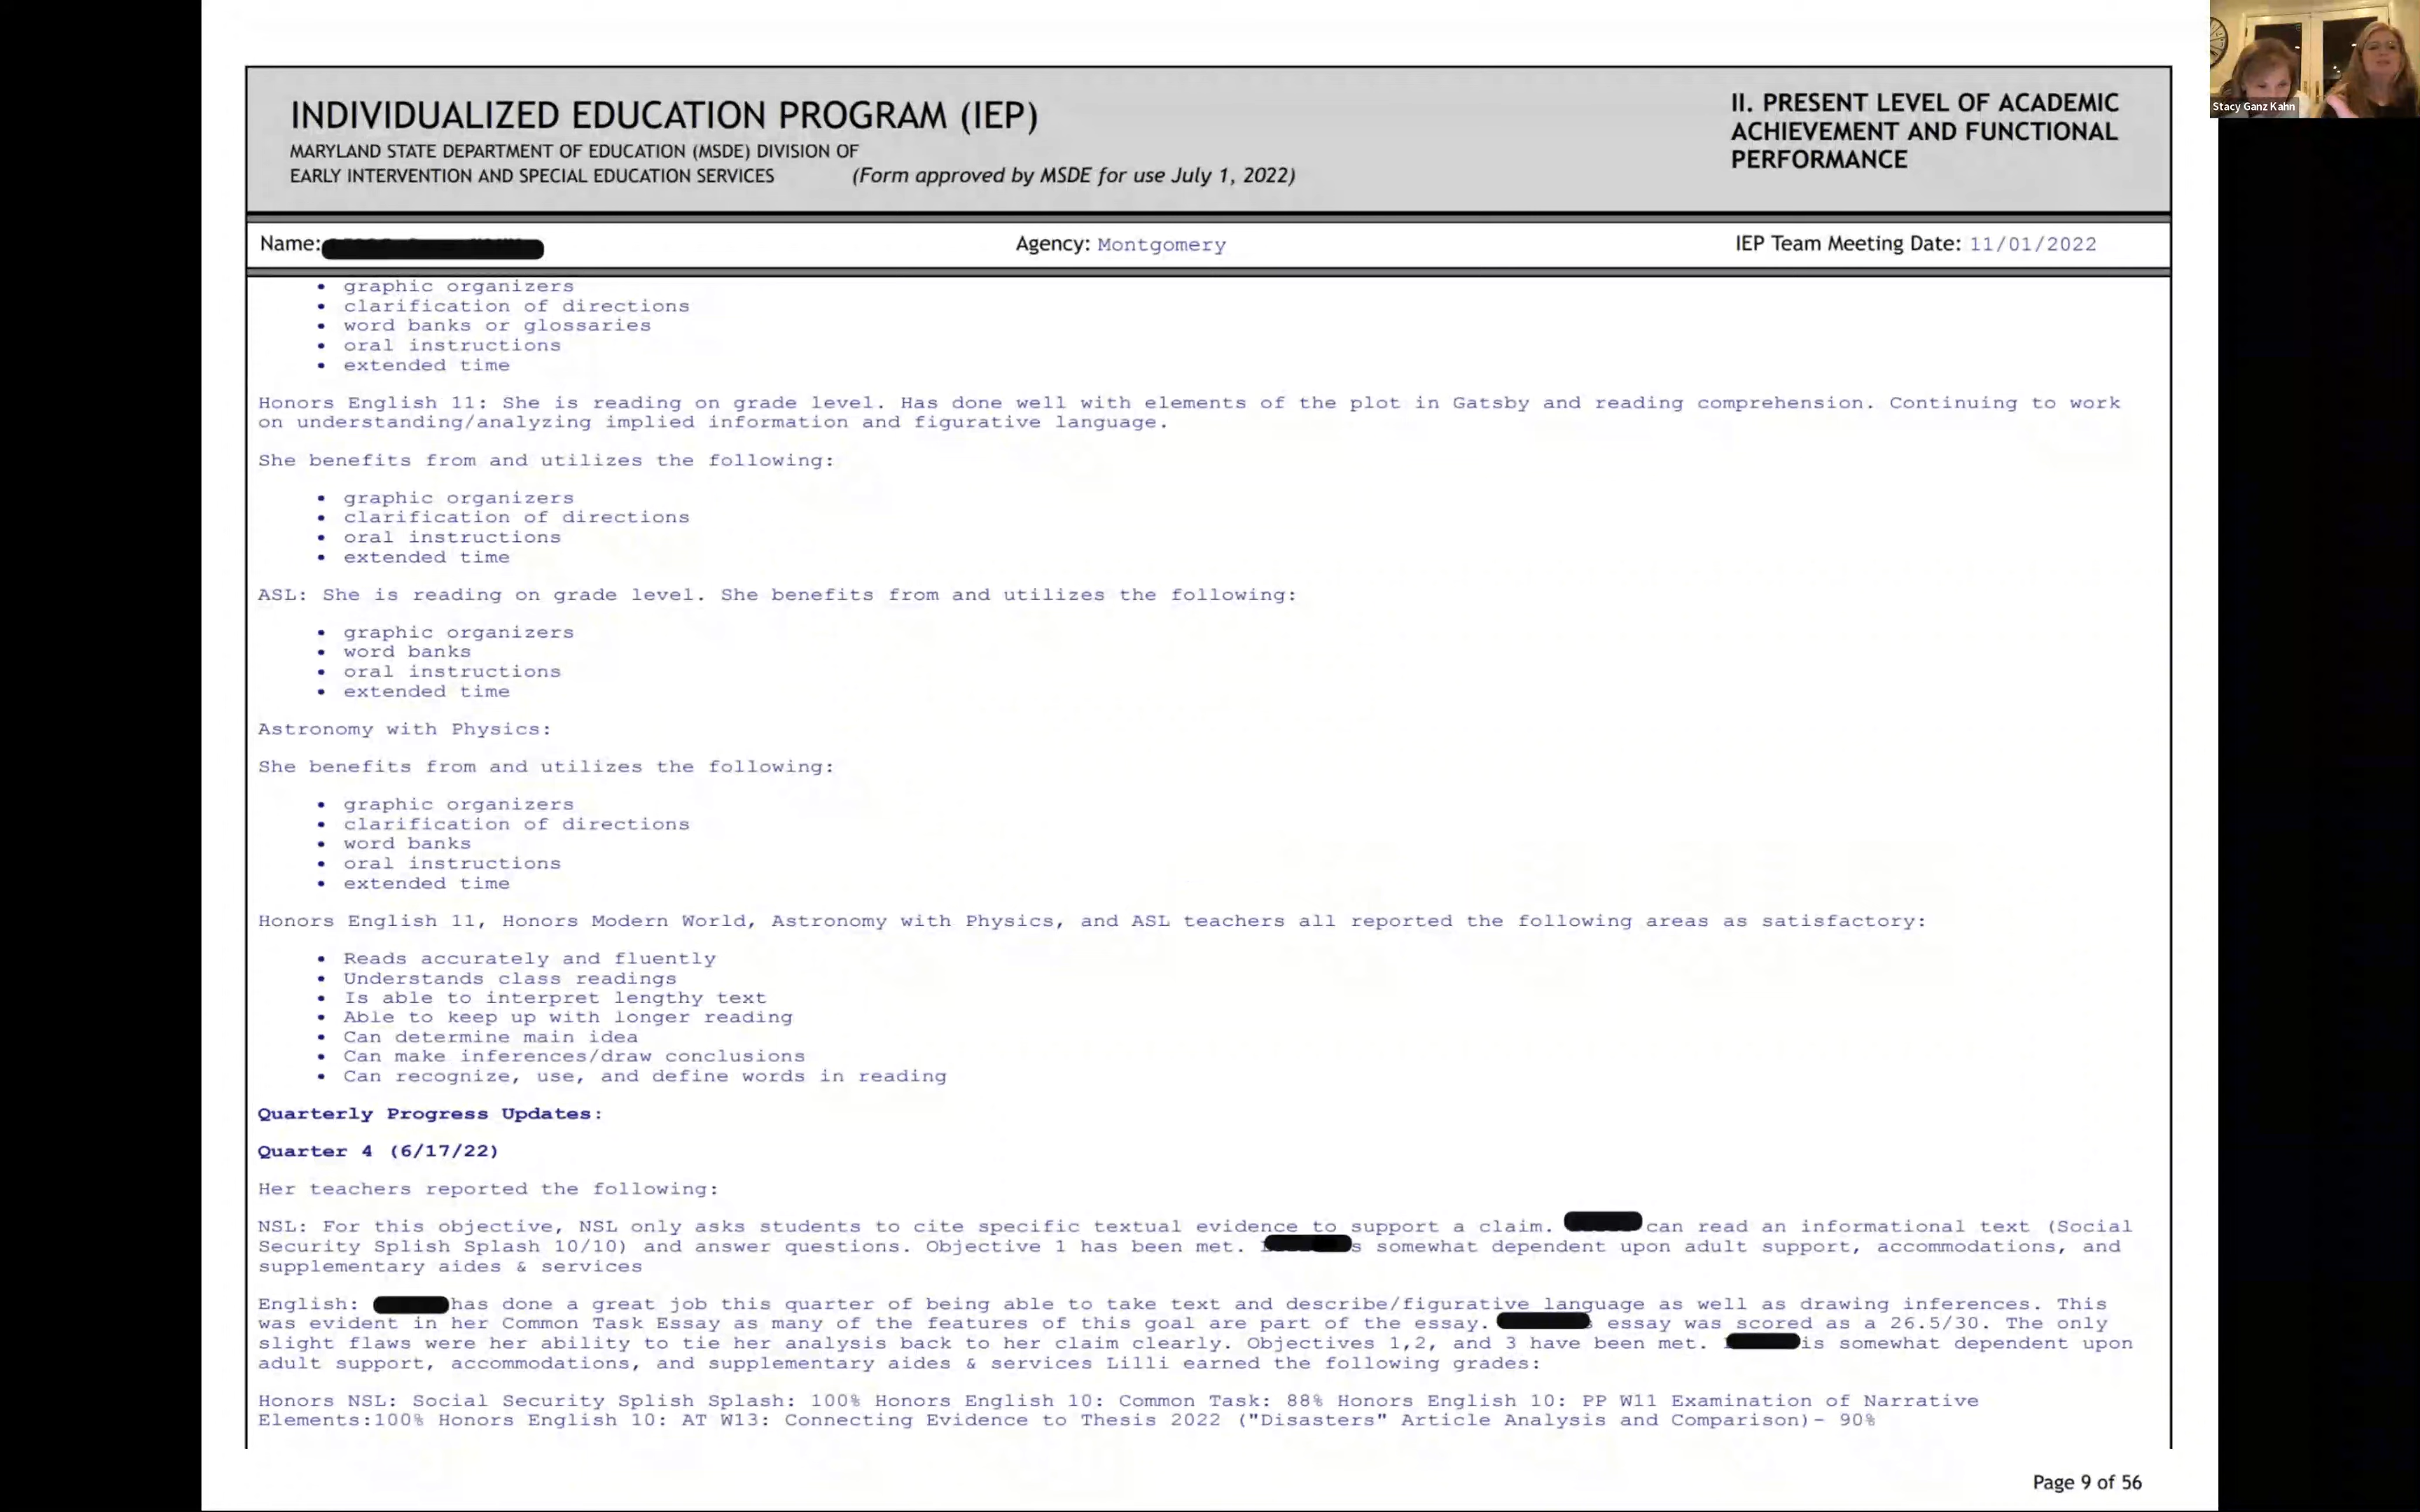 INDIVIDUALIZED EDUCATION PROGRAM (IEP)
MARYLAND STATE DEPARTMENT OF EDUCATION (MSDE) DIVISION OF
EARLY INTERVENTION AND SPECIAL EDUCATION SERVICES (Form approved by MSDE for use July 1, 2022)
II. PRESENT LEVEL OF ACADEMIC
ACHIEVEMENT AND FUNCTIONAL
PERFORMANCE
Stacy Ganz Kahn
Name: Agency: Montgomery IEP Team Meeting Date: 11/01/2022
• graphic organizers
• clarification of directions
• word banks or glossaries
• oral instructions
• extended time
Honors English 11: She is reading on grade level. Has done well with elements of the plot in Gatsby and reading comprehension. Continuing to work
on understanding/analyzing implied information and figurative language.
She benefits from and utilizes the following:
• graphic organizers
• clarification of directions
• oral instructions
• extended time
ASL: She is reading on grade level. She benefits from and utilizes the following:
• graphic organizers
• word banks
• oral instructions
• extended time
Astronomy with Physics:
She benefits from and utilizes the following:
• graphic organizers
• clarification of directions
• word banks
• oral instructions
• extended time
Honors English 11, Honors Modern World, Astronomy with Physics, and ASL teachers all reported the following areas as satisfactory:
• Reads accurately and fluently
• Understands class readings
• Is able to interpret lengthy text
• Able to keep up with longer reading
• Can determine main idea
• Can make inferences/draw conclusions
• Can recognize, use, and define words in reading
Quarterly Progress Updates:
Quarter 4 (6/17/22)
Her teachers reported the following:
NSL: For this objective, NSL only asks students to cite specific textual evidence to support a claim. can read an informational text (Social
Security Splish Splash 10/10) and answer questions. Objective 1 has been met. s somewhat dependent upon adult support, accommodations, and
supplementary aides & services
English: has done a great job this quarter of being able to take text and describe/figurative language as well as drawing inferences. This
was evident in her Common Task Essay as many of the features of this goal are part of the essay. essay was scored as a 26.5/30. The only
slight flaws were her ability to tie her analysis back to her claim clearly. Objectives 1,2, and 3 have been met. is somewhat dependent upon
adult support, accommodations, and supplementary aides & services Lilli earned the following grades:
Honors NSL: Social Security Splish Splash: 100% Honors English 10: Common Task: 88% Honors English 10: PP W11 Examination of Narrative
Elements:100% Honors English 10: AT W13: Connecting Evidence to Thesis 2022 ("Disasters" Article Analysis and Comparison)- 90%
Page 9 of 56